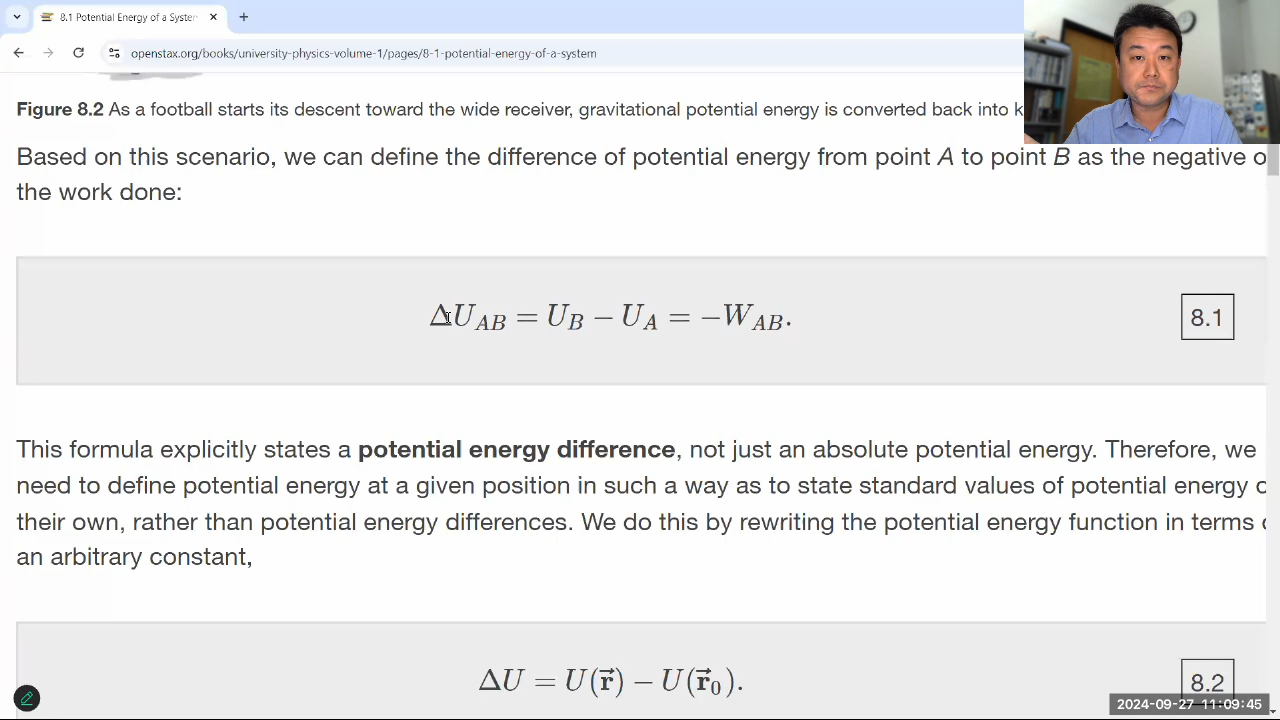 8.1 Potential Energy of a System
openstax.org/books/university-physics-volume-1/pages/8-1-potential-energy-of-a-system
Figure 8.2 As a football starts its descent toward the wide receiver, gravitational potential energy is converted back into k
Based on this scenario, we can define the difference of potential energy from point A to point B as the negative o
the work done:
ΔU_{AB} = U_B − U_A = −W_{AB}.
8.1
This formula explicitly states a potential energy difference, not just an absolute potential energy. Therefore, we
need to define potential energy at a given position in such a way as to state standard values of potential energy o
their own, rather than potential energy differences. We do this by rewriting the potential energy function in terms o
an arbitrary constant,
ΔU = U(r⃗) − U(r⃗₀).
8.2
2024-09-27 11:09:45